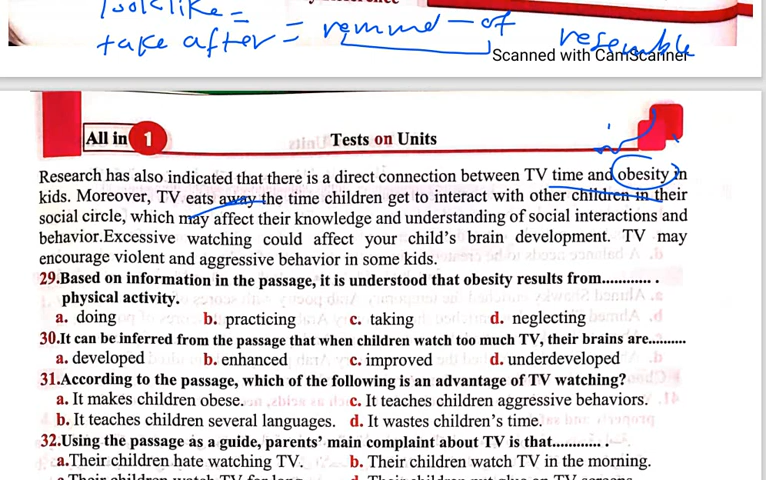 look like =
take after = remind - of resemble
Scanned with CamScanner
All in 1 Tests on Units
Research has also indicated that there is a direct connection between TV time and obesity in
kids. Moreover, TV eats away the time children get to interact with other children in their
social circle, which may affect their knowledge and understanding of social interactions and
behavior.Excessive watching could affect your child's brain development. TV may
encourage violent and aggressive behavior in some kids.
29.Based on information in the passage, it is understood that obesity results from............ .
physical activity.
a. doing b. practicing c. taking d. neglecting
30.It can be inferred from the passage that when children watch too much TV, their brains are..........
a. developed b. enhanced c. improved d. underdeveloped
31.According to the passage, which of the following is an advantage of TV watching?
a. It makes children obese. c. It teaches children aggressive behaviors.
b. It teaches children several languages. d. It wastes children's time.
32.Using the passage as a guide, parents' main complaint about TV is that............ .
a.Their children hate watching TV. b. Their children watch TV in the morning.